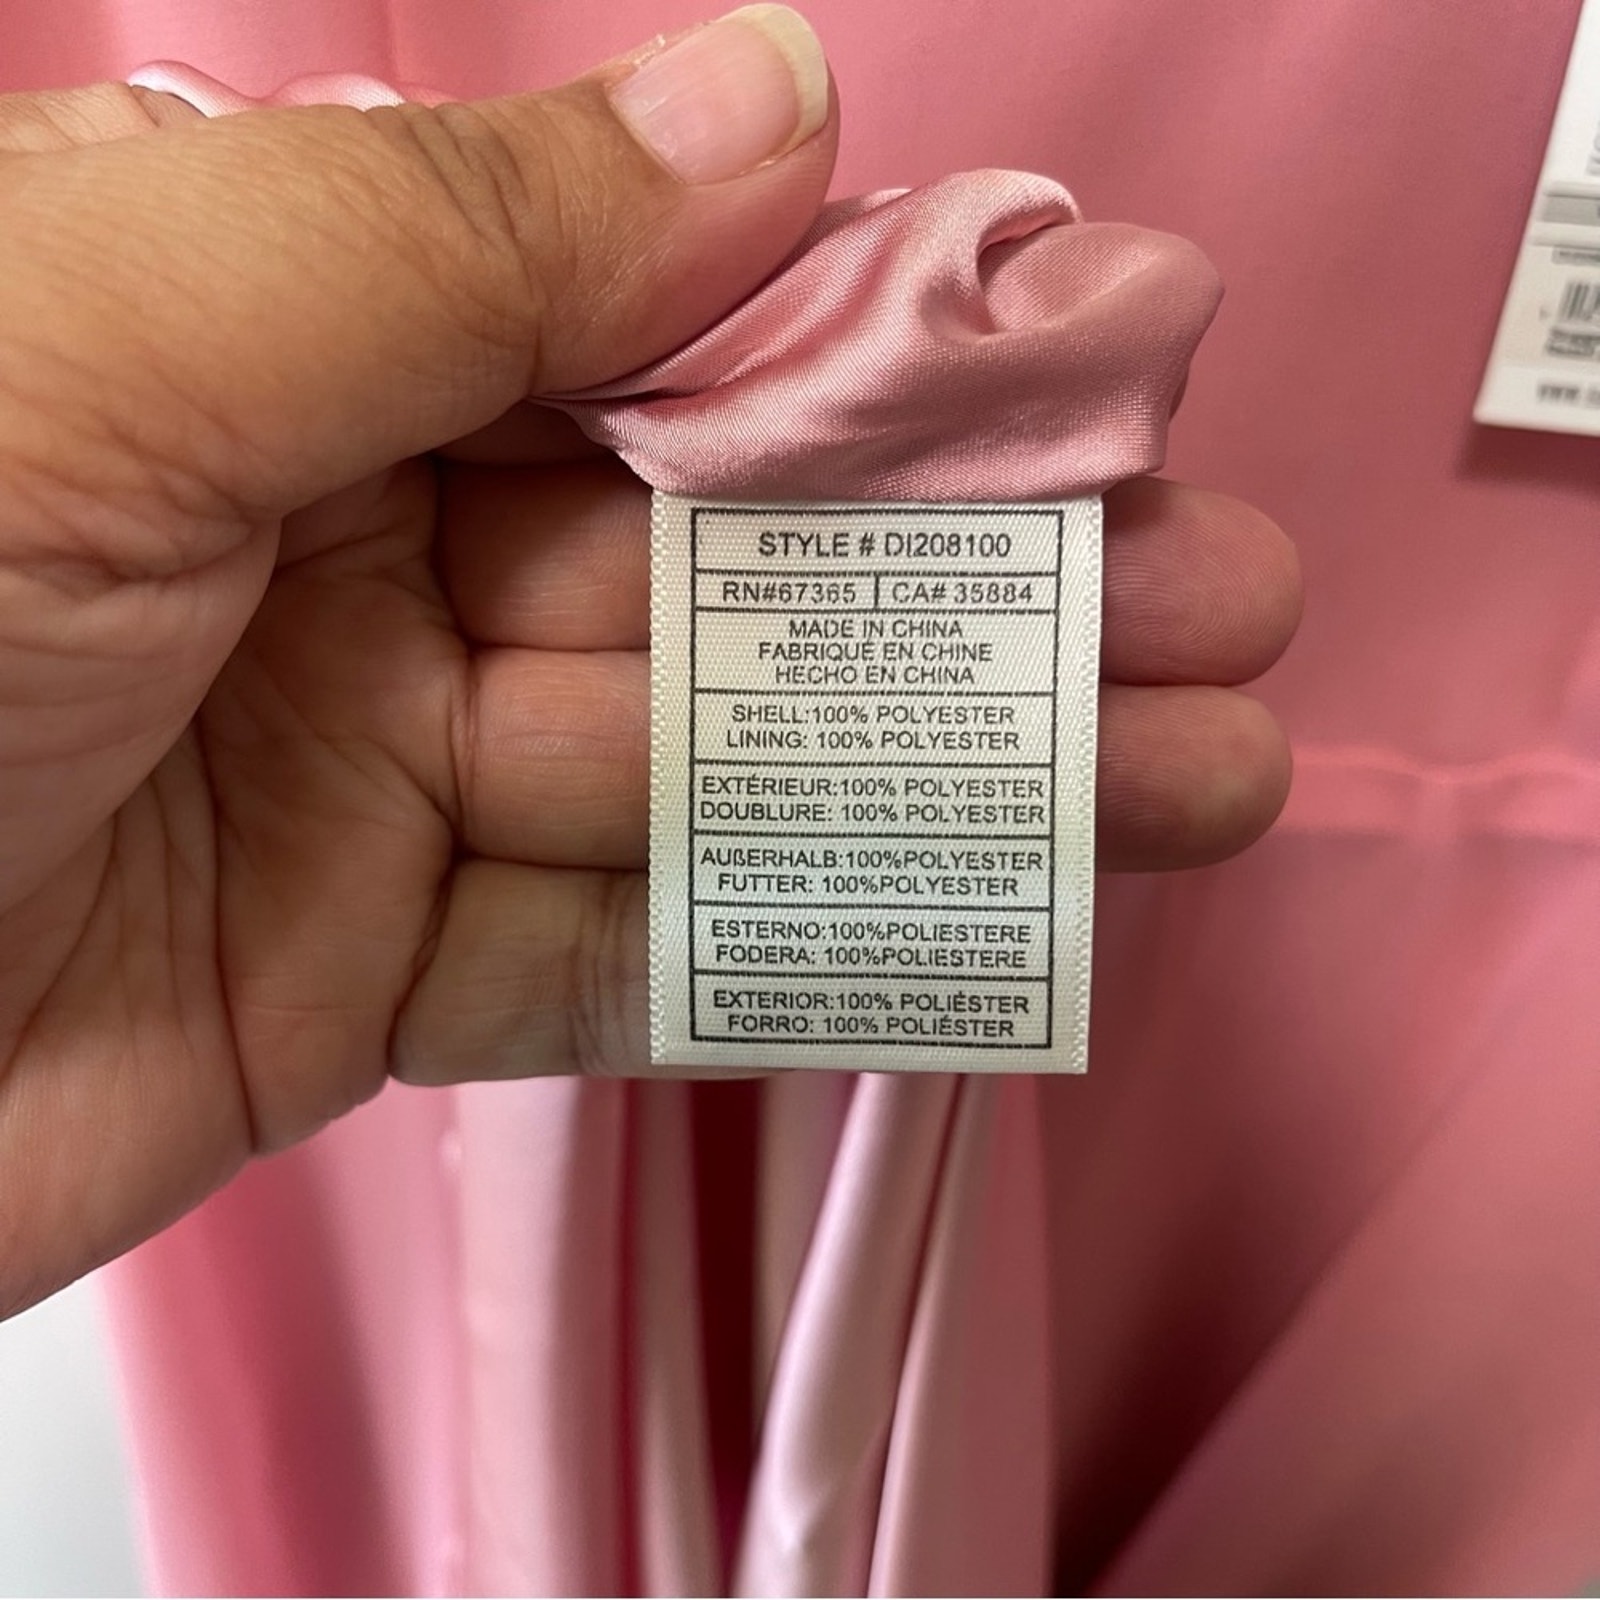 STYLE # DI208100
RN#67365 CA# 35884
MADE IN CHINA
FABRIQUÉ EN CHINE
HECHO EN CHINA
SHELL:100% POLYESTER
LINING: 100% POLYESTER
EXTÉRIEUR:100% POLYESTER
DOUBLURE: 100% POLYESTER
AUßERHALB:100%POLYESTER
FUTTER: 100%POLYESTER
ESTERNO:100%POLIESTERE
FODERA: 100%POLIESTERE
EXTERIOR:100% POLIÉSTER
FORRO: 100% POLIÉSTER